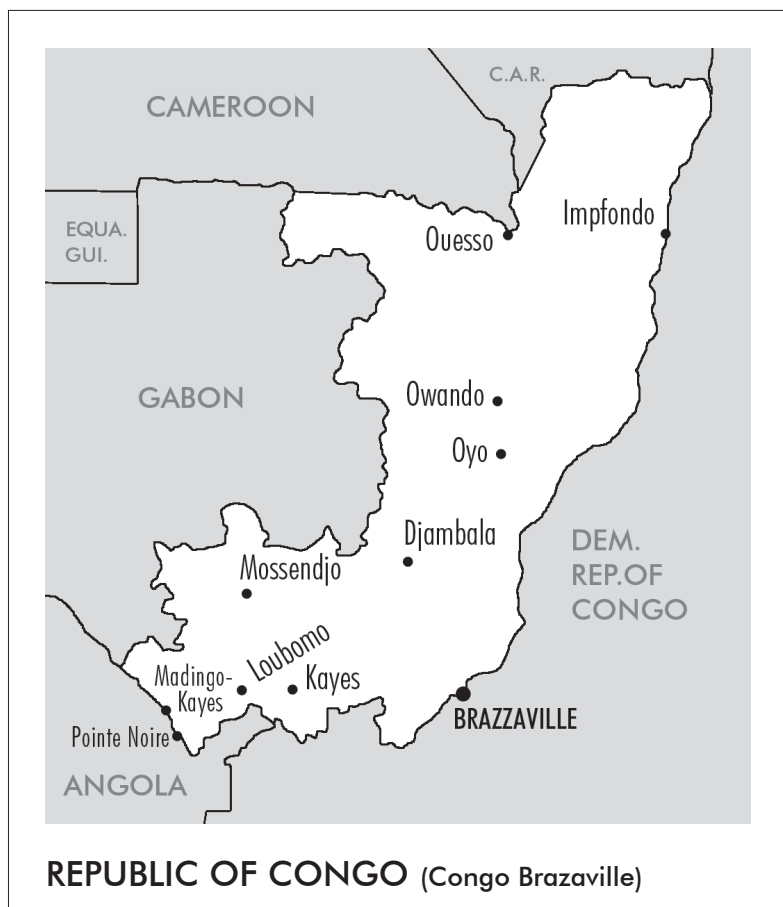 C.A.R.
CAMEROON
Impfondo
EQUA.
GUI.
Ouesso
GABON
Owando
Oyo
Djambala
DEM.
REP.OF
CONGO
Mossendjo
Loubomo
Madingo-
Kayes
Kayes
BRAZZAVILLE
Pointe Noire
ANGOLA
REPUBLIC OF CONGO (Congo Brazaville)